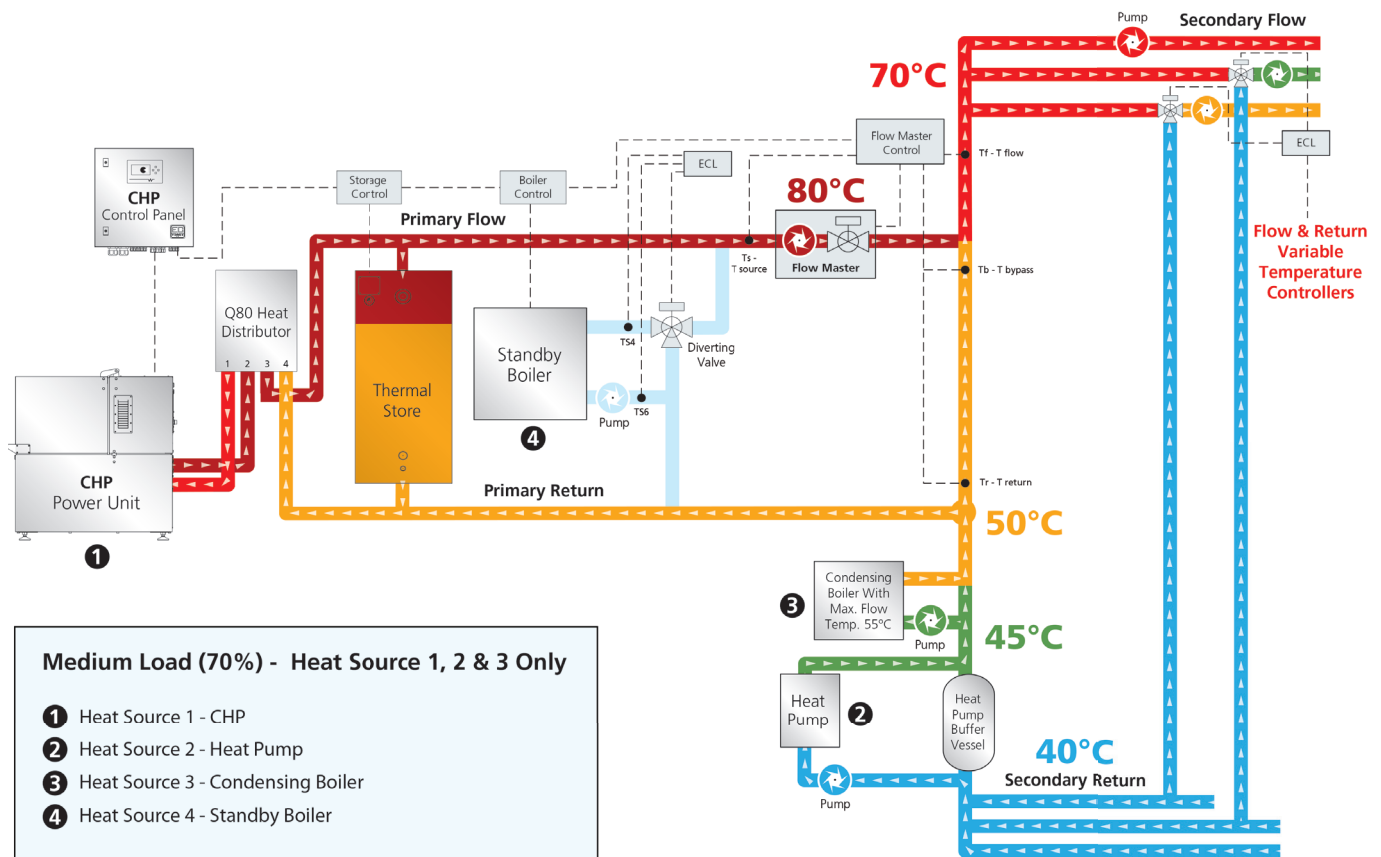 Pump
Secondary Flow
70°C
Flow Master
Control
Tf - T flow
ECL
ECL
CHP
Control Panel
Storage
Control
Boiler
Control
80°C
Primary Flow
Ts -
T source
Flow Master
Tb - T bypass
Flow & Return
Variable
Temperature
Controllers
Q80 Heat
Distributor
1 2 3 4
Thermal
Store
Standby
Boiler
TS4
Diverting
Valve
TS6
Pump
4
CHP
Power Unit
1
Primary Return
Tr - T return
50°C
Condensing
Boiler With
Max. Flow
Temp. 55°C
3
Pump
45°C
Heat
Pump
2
Heat
Pump
Buffer
Vessel
Pump
40°C
Secondary Return
Medium Load (70%) - Heat Source 1, 2 & 3 Only
1 Heat Source 1 - CHP
2 Heat Source 2 - Heat Pump
3 Heat Source 3 - Condensing Boiler
4 Heat Source 4 - Standby Boiler